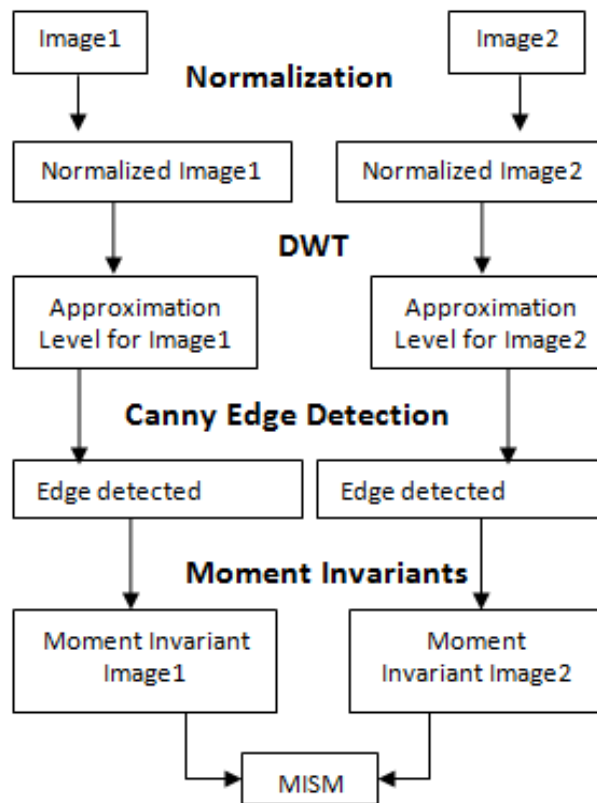 Image1
Image2
Normalization
Normalized Image1
Normalized Image2
DWT
Approximation
Level for Image1
Approximation
Level for Image2
Canny Edge Detection
Edge detected
Edge detected
Moment Invariants
Moment Invariant
Image1
Moment
Invariant Image2
MISM